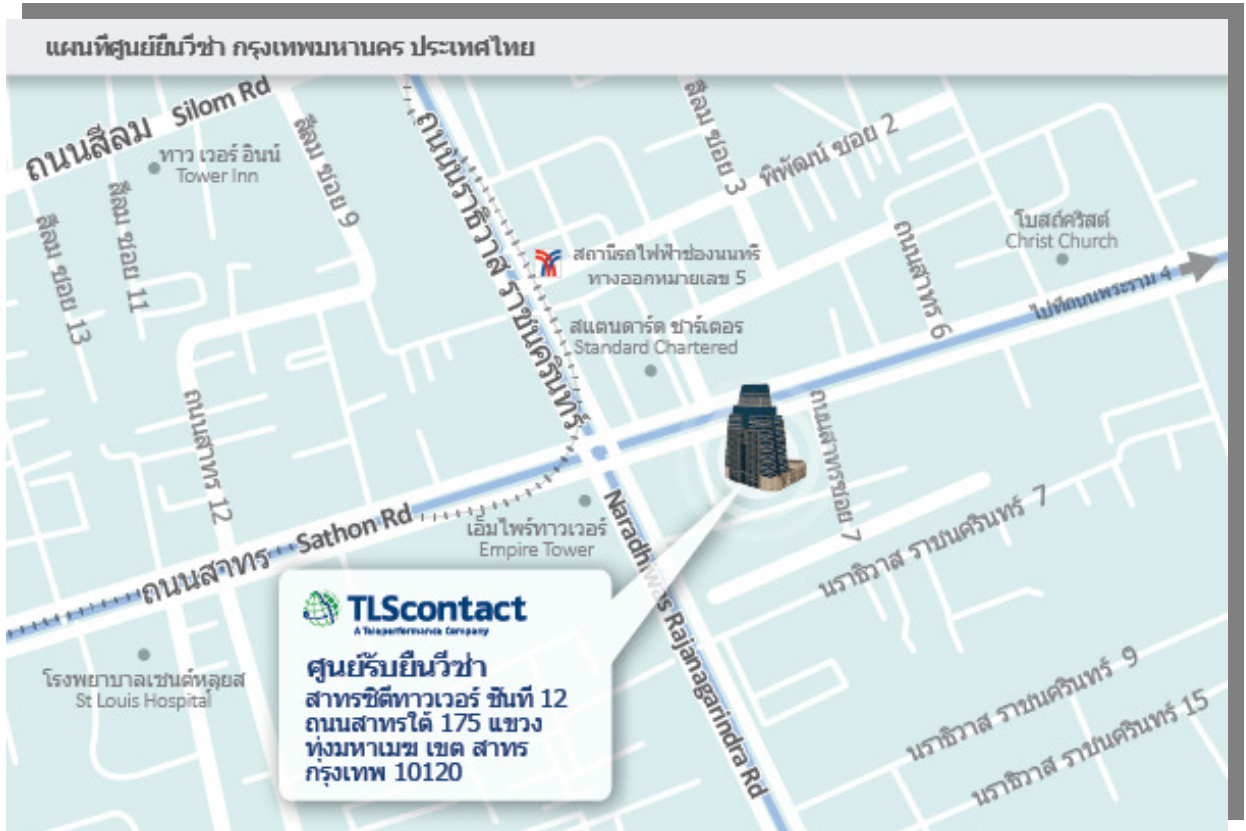 แผนที่ศูนย์ยื่นวีซ่า กรุงเทพมหานคร ประเทศไทย
ถนนสีลม Silom Rd
ทาว เวอร์ อินน์
Tower Inn
สีลม ซอย 9
สีลม ซอย 11
สีลม ซอย 13
ถนนนราธิวาส ราชนครินทร์
สีลม ซอย 3
พิพัฒน์ ซอย 2
สถานีรถไฟฟ้าช่องนนทรี
ทางออกหมายเลข 5
โบสถ์คริสต์
Christ Church
ถนนสาทร 6
ไปที่ถนนพระราม 4
สแตนดาร์ด ชาร์เตอร
Standard Chartered
ถนนสาทร 12
ถนนสาทรซอย 7
ถนนสาทร Sathon Rd
เอ็มไพร์ทาวเวอร์
Empire Tower
Naradhiwas Rajanagarindra Rd
นราธิวาส ราชนครินทร์ 7
นราธิวาส ราชนครินทร์ 9
นราธิวาส ราชนครินทร์ 15
โรงพยาบาลเซนต์หลุยส
St Louis Hospital
TLScontact
A Teleperformance Company
ศูนย์รับยื่นวีซ่า
สาทรซิตีทาวเวอร์ ชั้นที่ 12
ถนนสาทรใต้ 175 แขวง
ทุ่งมหาเมฆ เขต สาทร
กรุงเทพ 10120